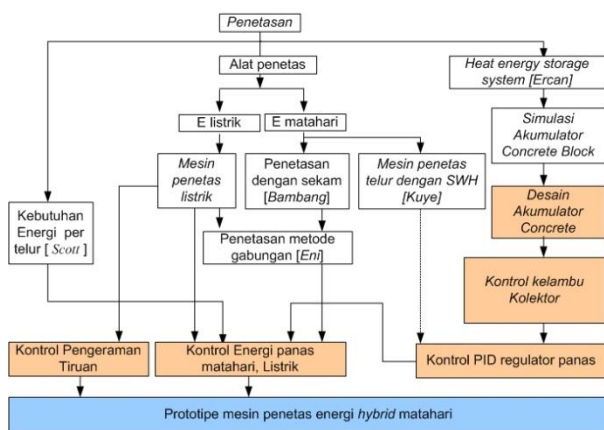 Penetasan
Alat penetas
Heat energy storage
system [Ercan]
E listrik
E matahari
Simulasi
Akumulator
Concrete Block
Mesin
penetas
listrik
Penetasan
dengan sekam
[Bambang]
Mesin penetas
telur dengan SWH
[Kuye]
Desain
Akumulator
Concrete
Kebutuhan
Energi per
telur [ Scott ]
Penetasan metode
gabungan [Eni]
Kontrol kelambu
Kolektor
Kontrol Pengeraman
Tiruan
Kontrol Energi panas
matahari, Listrik
Kontrol PID regulator panas
Prototipe mesin penetas energi hybrid matahari